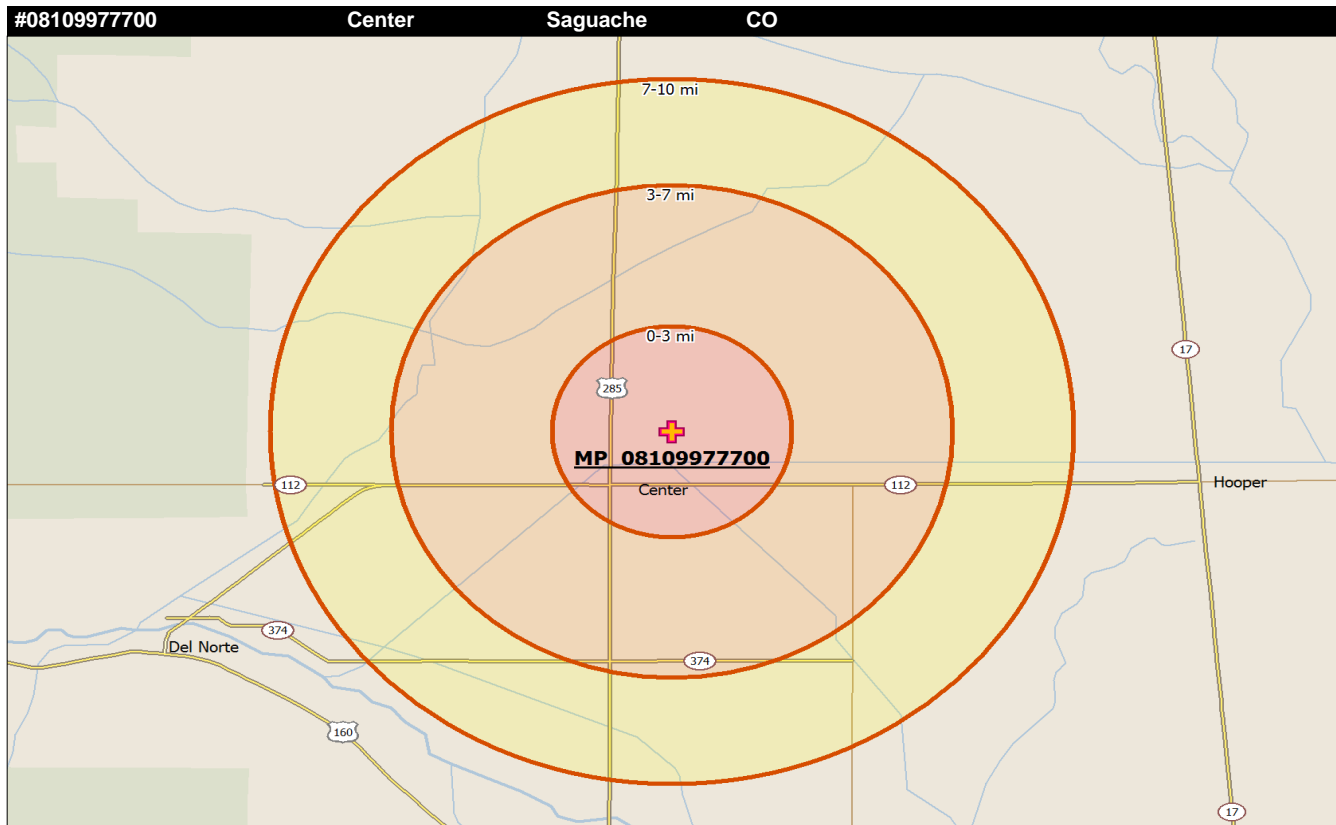 #08109977700 Center Saguache CO
7-10 mi
3-7 mi
0-3 mi
17
285
MP 08109977700
112
Center
112
Hooper
374
Del Norte
374
160
17